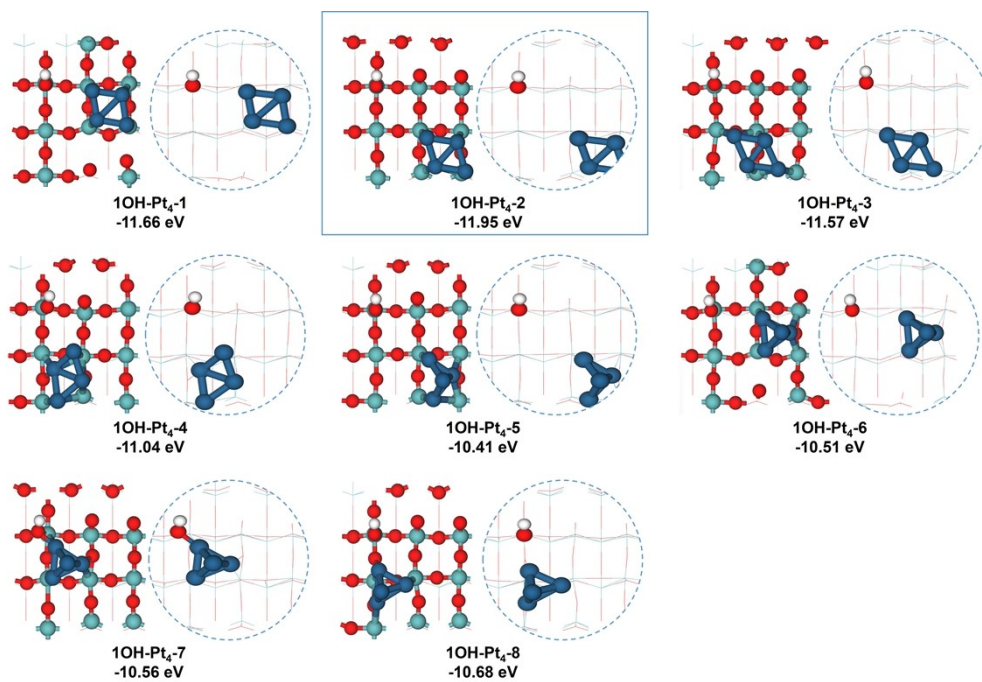 1OH-Pt₄-1
-11.66 eV
1OH-Pt₄-2
-11.95 eV
1OH-Pt₄-3
-11.57 eV
1OH-Pt₄-4
-11.04 eV
1OH-Pt₄-5
-10.41 eV
1OH-Pt₄-6
-10.51 eV
1OH-Pt₄-7
-10.56 eV
1OH-Pt₄-8
-10.68 eV